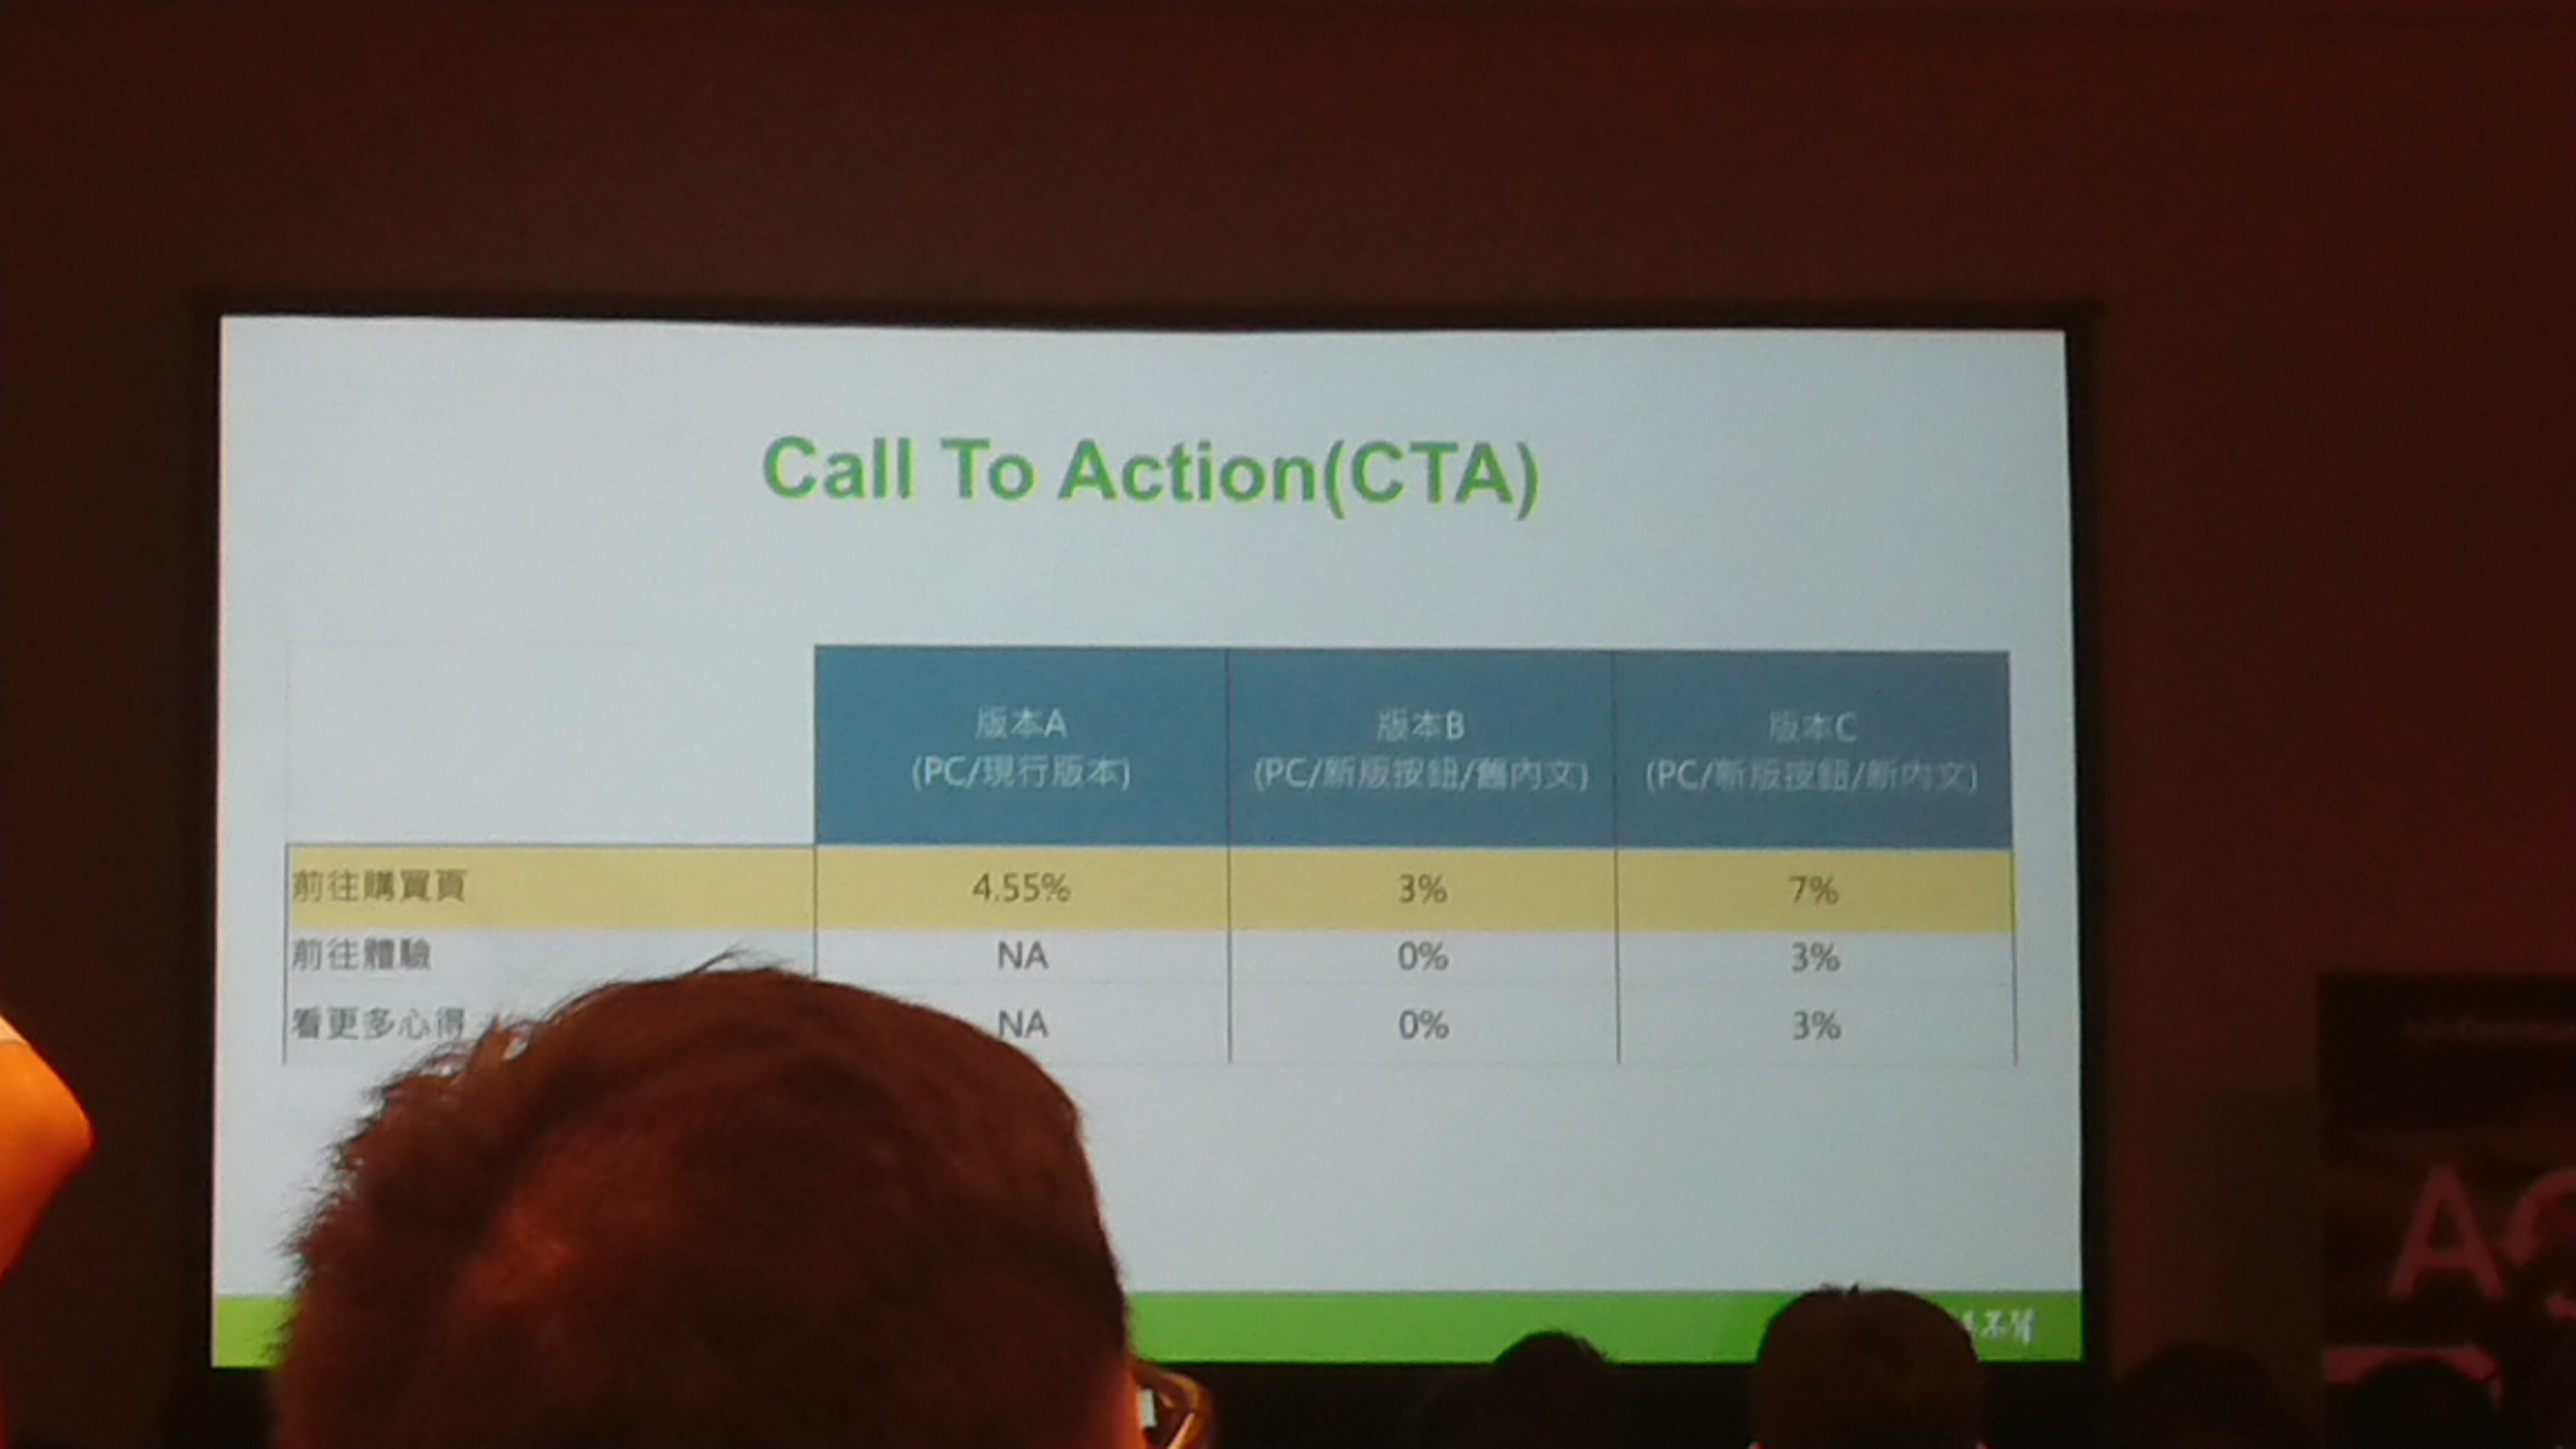 Call To Action(CTA)
版本A
(PC/現行版本)
版本B
(PC/新版按鈕/舊內文)
版本C
(PC/新版按鈕/新內文)
前往購買頁 4.55% 3% 7%
前往體驗 NA 0% 3%
看更多心得 NA 0% 3%
A